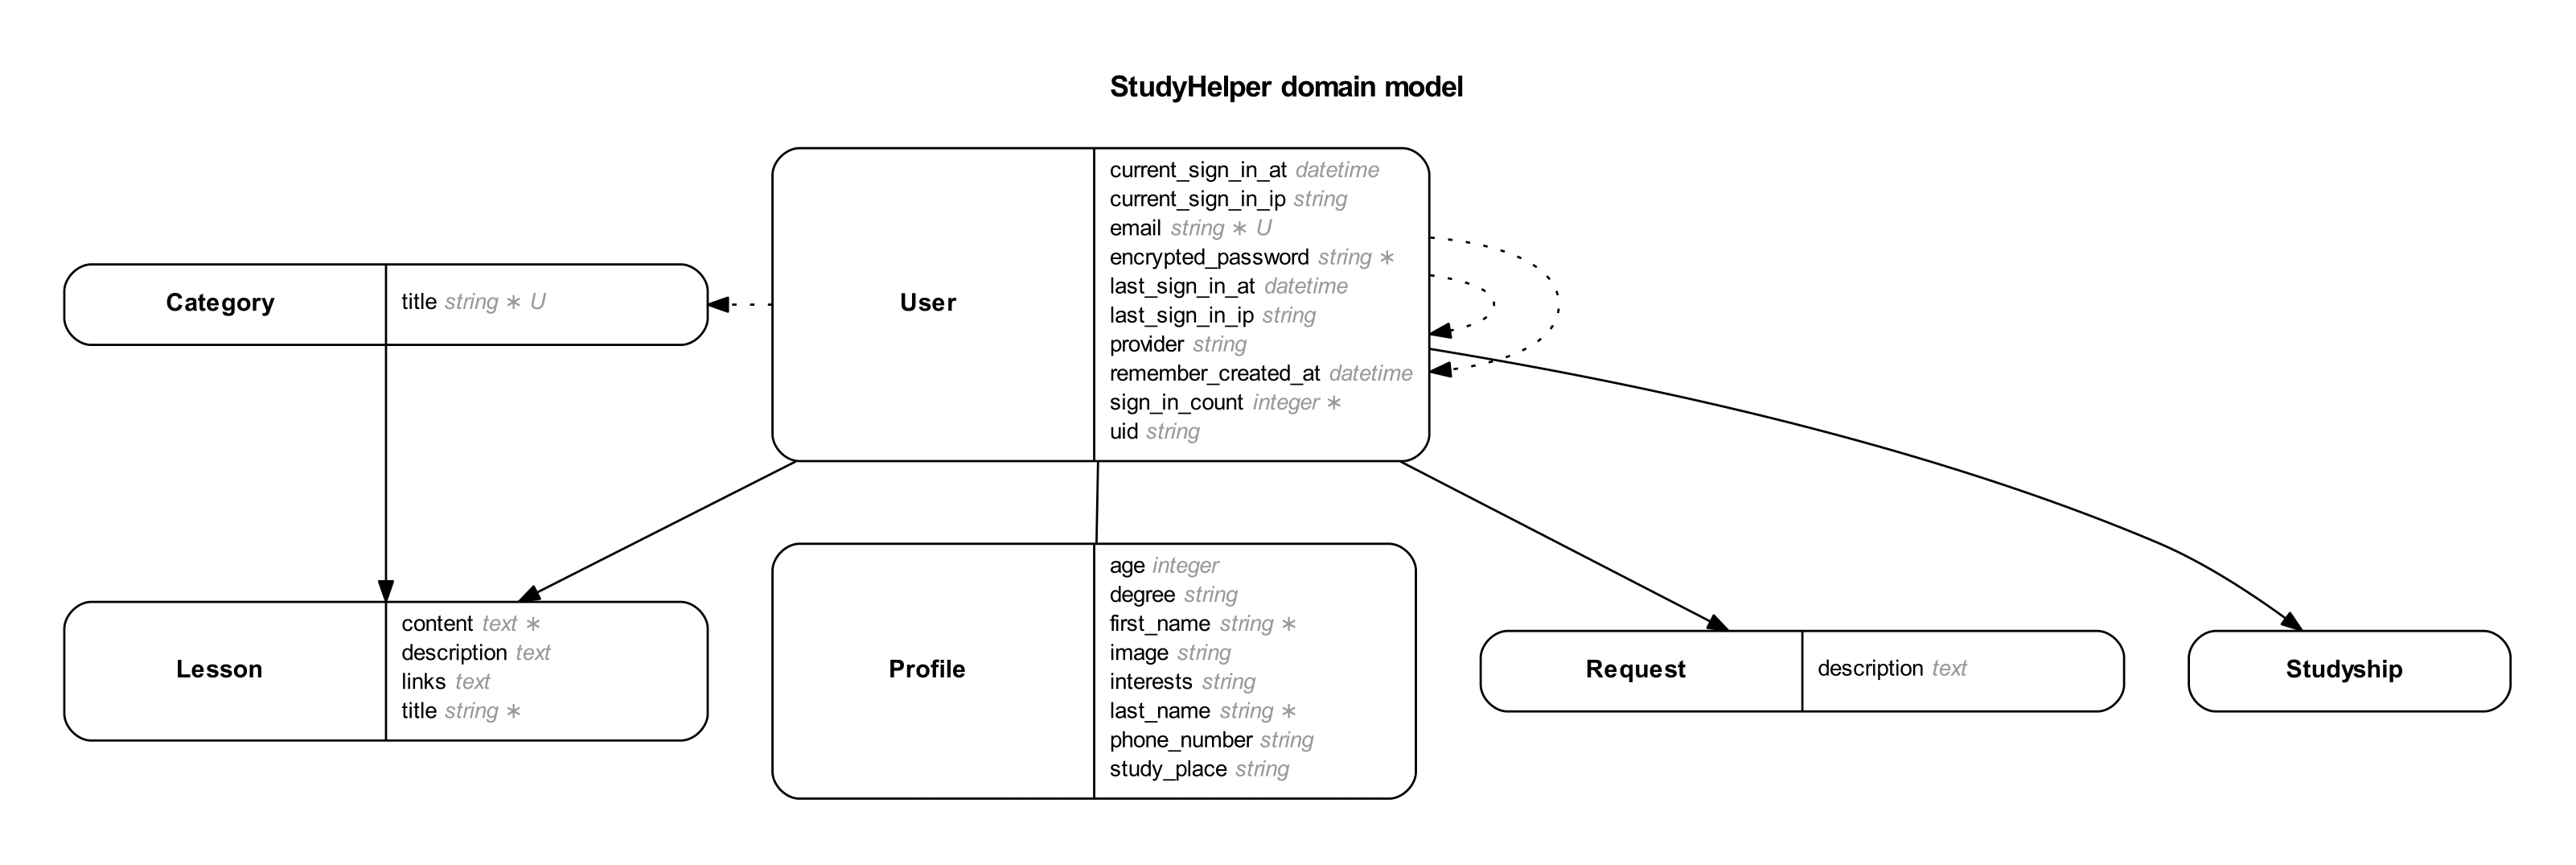 StudyHelper domain model
Category
title string ∗ U
User
current_sign_in_at datetime
current_sign_in_ip string
email string ∗ U
encrypted_password string ∗
last_sign_in_at datetime
last_sign_in_ip string
provider string
remember_created_at datetime
sign_in_count integer ∗
uid string
Lesson
content text ∗
description text
links text
title string ∗
Profile
age integer
degree string
first_name string ∗
image string
interests string
last_name string ∗
phone_number string
study_place string
Request
description text
Studyship